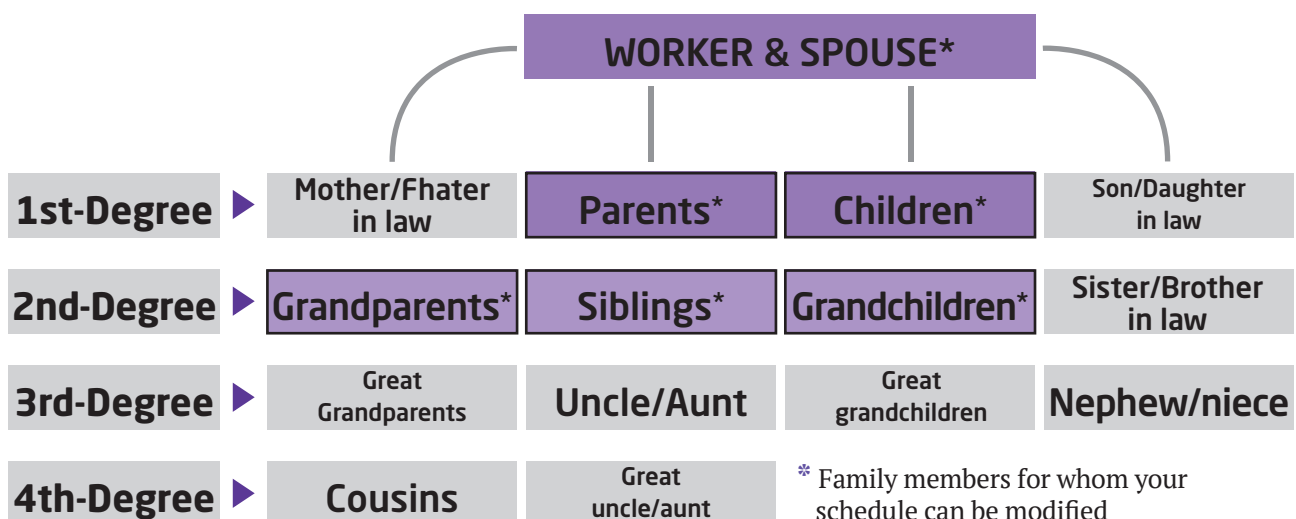 WORKER & SPOUSE*
1st-Degree
Mother/Fhater
in law
Parents*
Children*
Son/Daughter
in law
2nd-Degree
Grandparents*
Siblings*
Grandchildren*
Sister/Brother
in law
3rd-Degree
Great
Grandparents
Uncle/Aunt
Great
grandchildren
Nephew/niece
4th-Degree
Cousins
Great
uncle/aunt
* Family members for whom your
schedule can be modified